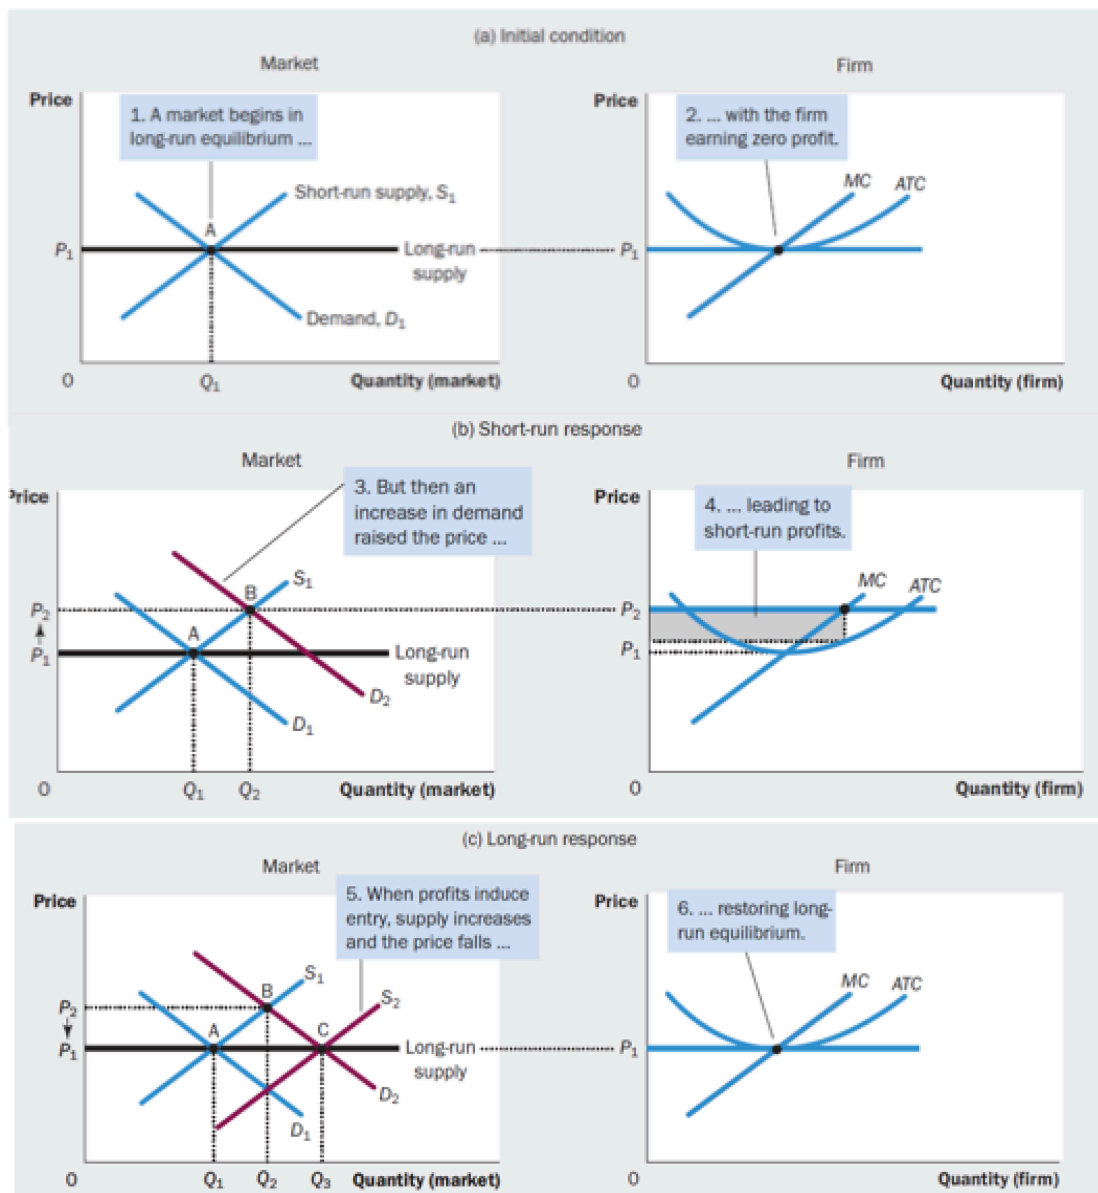 (a) Initial condition
Market
Firm
Price
1. A market begins in
long-run equilibrium ...
Short-run supply, S₁
A
P₁
Long-run
supply
Demand, D₁
0
Q₁
Quantity (market)
Price
2. ... with the firm
earning zero profit.
MC
ATC
P₁
0
Quantity (firm)
(b) Short-run response
Market
Firm
Price
3. But then an
increase in demand
raised the price ...
S₁
B
P₂
A
P₁
Long-run
supply
D₂
D₁
0
Q₁
Q₂
Quantity (market)
Price
4. ... leading to
short-run profits.
MC
ATC
P₂
P₁
0
Quantity (firm)
(c) Long-run response
Market
Firm
Price
5. When profits induce
entry, supply increases
and the price falls ...
S₁
B
S₂
P₂
A
C
P₁
Long-run
supply
D₂
D₁
0
Q₁
Q₂
Q₃
Quantity (market)
Price
6. ... restoring long-
run equilibrium.
MC
ATC
P₁
0
Quantity (firm)